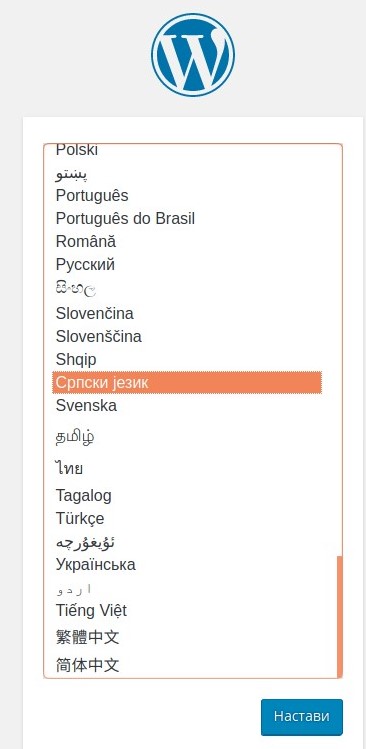 Polski
پښتو
Português
Português do Brasil
Română
Русский
සිංහල
Slovenčina
Slovenščina
Shqip
Српски језик
Svenska
தமிழ்
ไทย
Tagalog
Türkçe
ئۇيغۇرچە
Українська
اردو
Tiếng Việt
繁體中文
简体中文
Настави